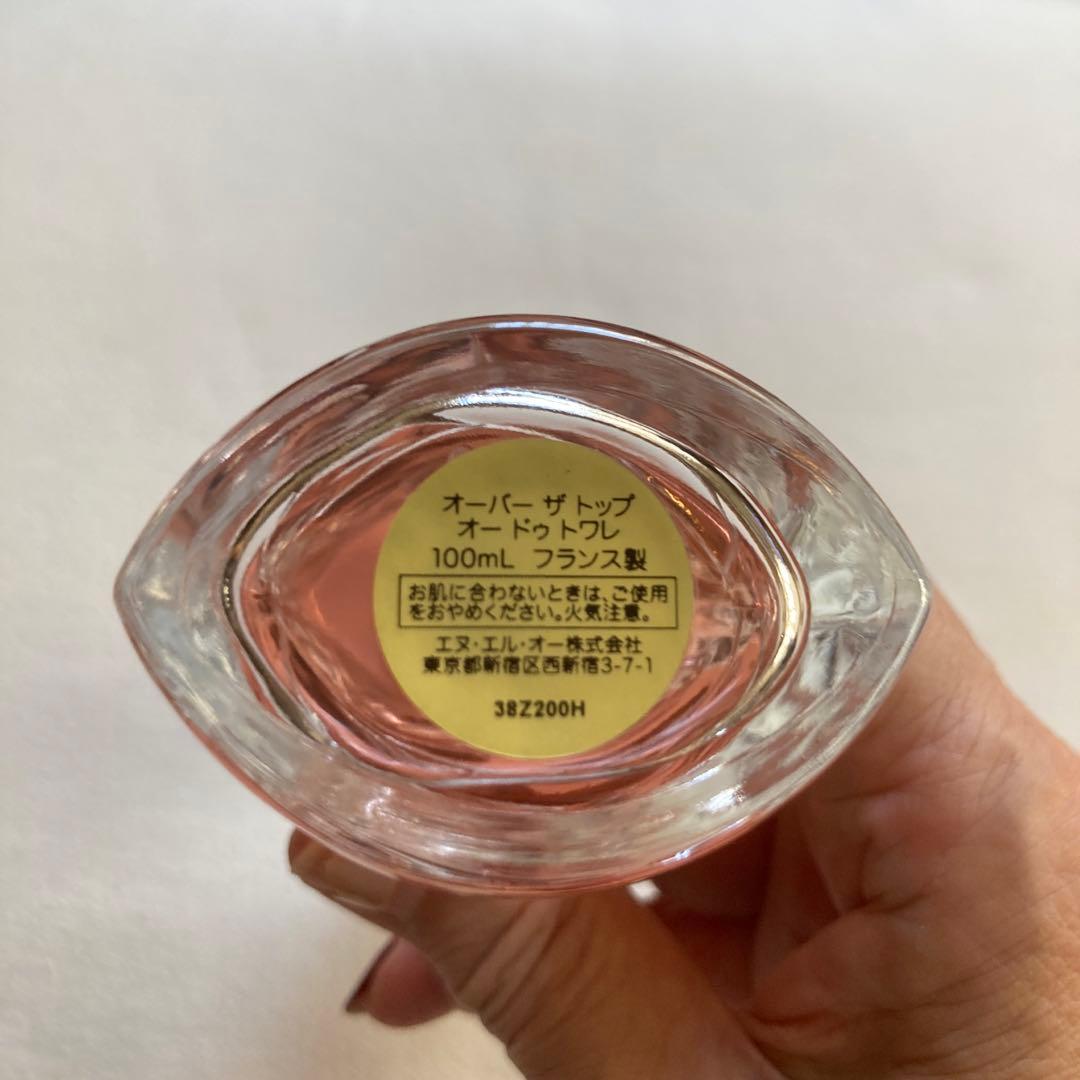 オーバー ザ トップ
オー ドゥ トワレ
100mL フランス製
お肌に合わないときは、ご使用
をおやめください。火気注意。
エヌ・エル・オー株式会社
東京都新宿区西新宿3-7-1
38Z200H